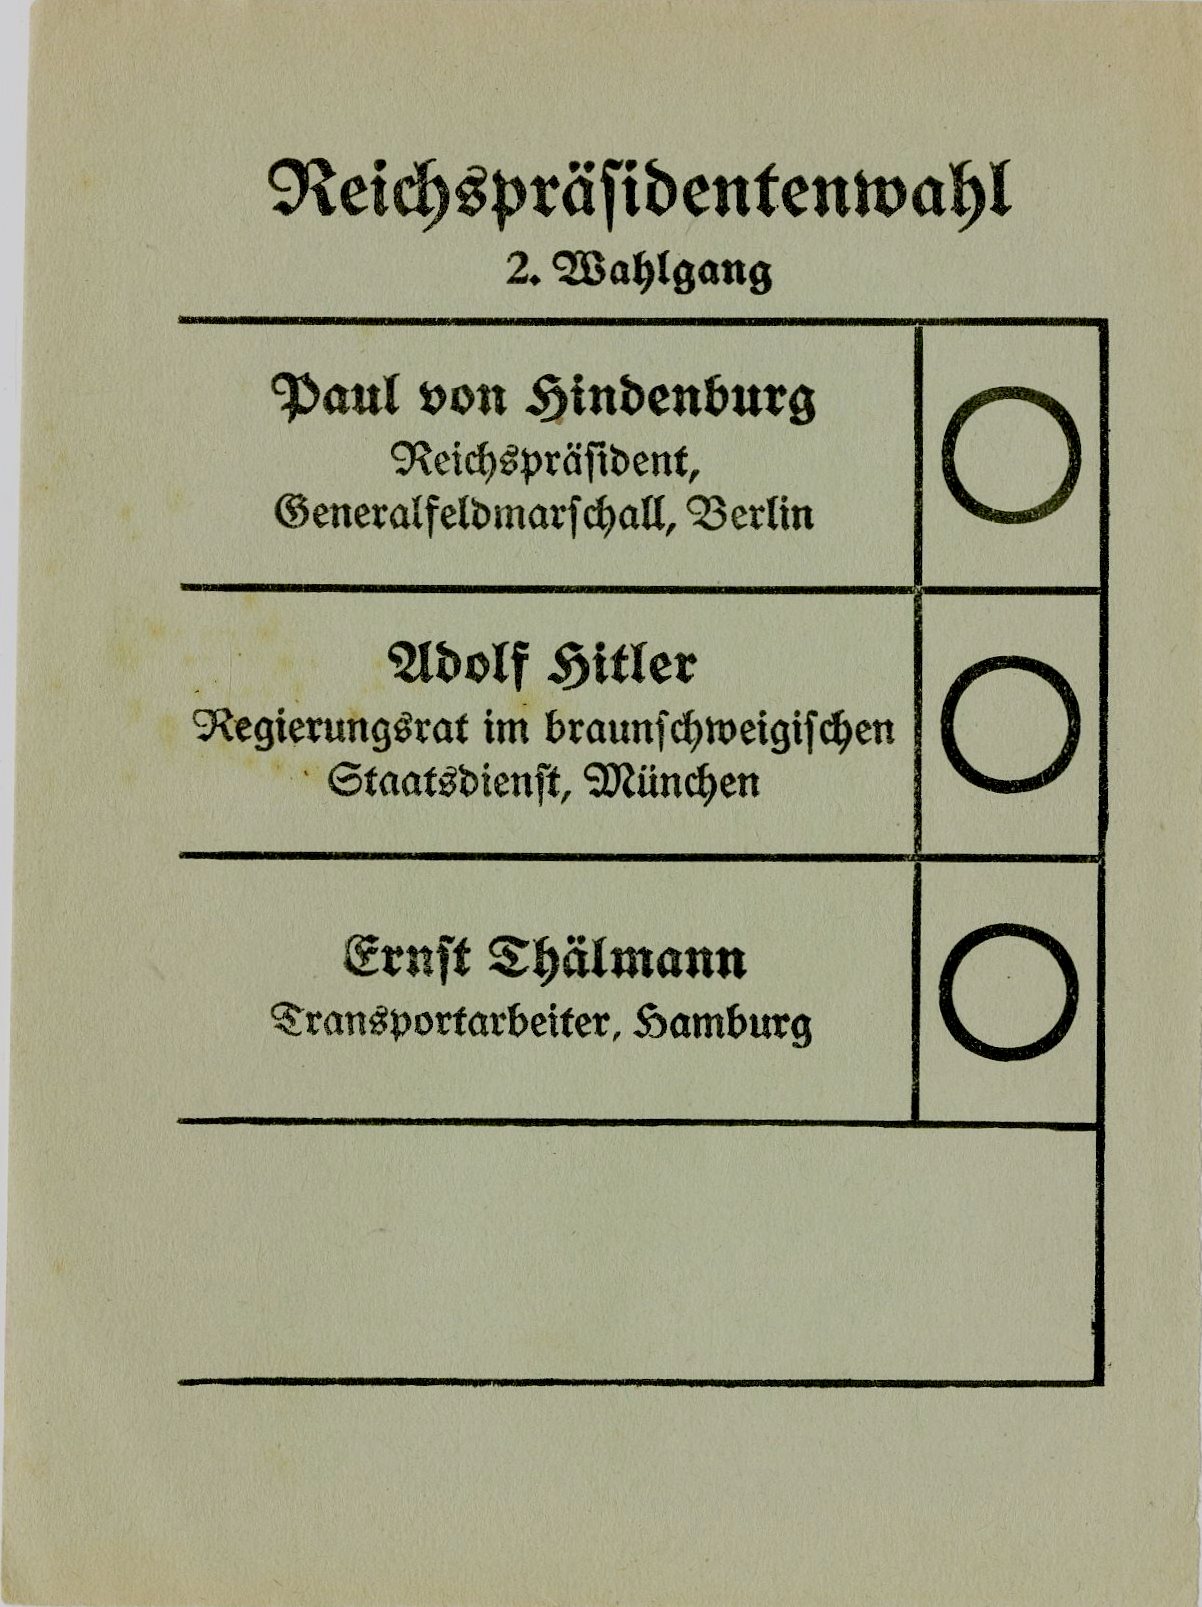 Reichspräsidentenwahl
2. Wahlgang
Paul von Hindenburg
Reichspräsident,
Generalfeldmarschall, Berlin
Adolf Hitler
Regierungsrat im braunschweigischen
Staatsdienst, München
Ernst Thälmann
Transportarbeiter, Hamburg